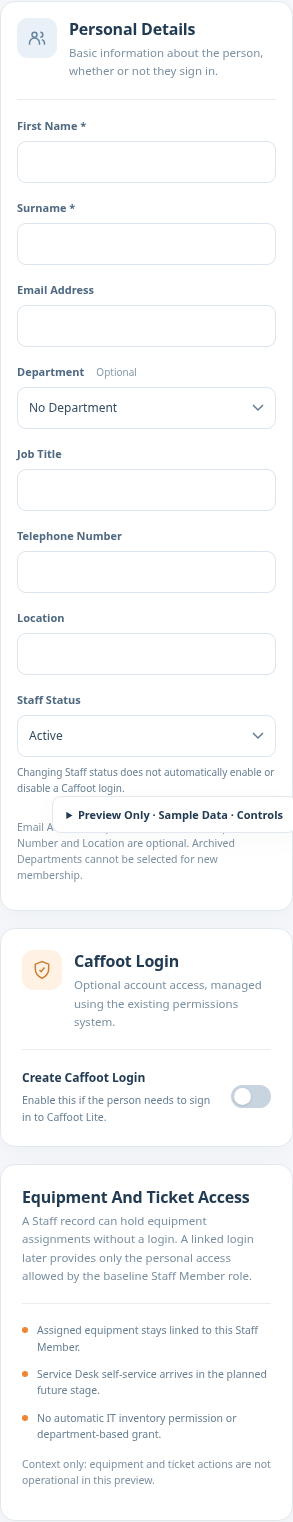 Personal Details
Basic information about the person,
whether or not they sign in.
First Name *
Surname *
Email Address
Department Optional
No Department
Job Title
Telephone Number
Location
Staff Status
Active
Changing Staff status does not automatically enable or
disable a Caffoot login.
▶ Preview Only · Sample Data · Controls
Email
Number and Location are optional. Archived
Departments cannot be selected for new
membership.
Caffoot Login
Optional account access, managed
using the existing permissions
system.
Create Caffoot Login
Enable this if the person needs to sign
in to Caffoot Lite.
Equipment And Ticket Access
A Staff record can hold equipment
assignments without a login. A linked login
later provides only the personal access
allowed by the baseline Staff Member role.
Assigned equipment stays linked to this Staff
Member.
Service Desk self-service arrives in the planned
future stage.
No automatic IT inventory permission or
department-based grant.
Context only: equipment and ticket actions are not
operational in this preview.